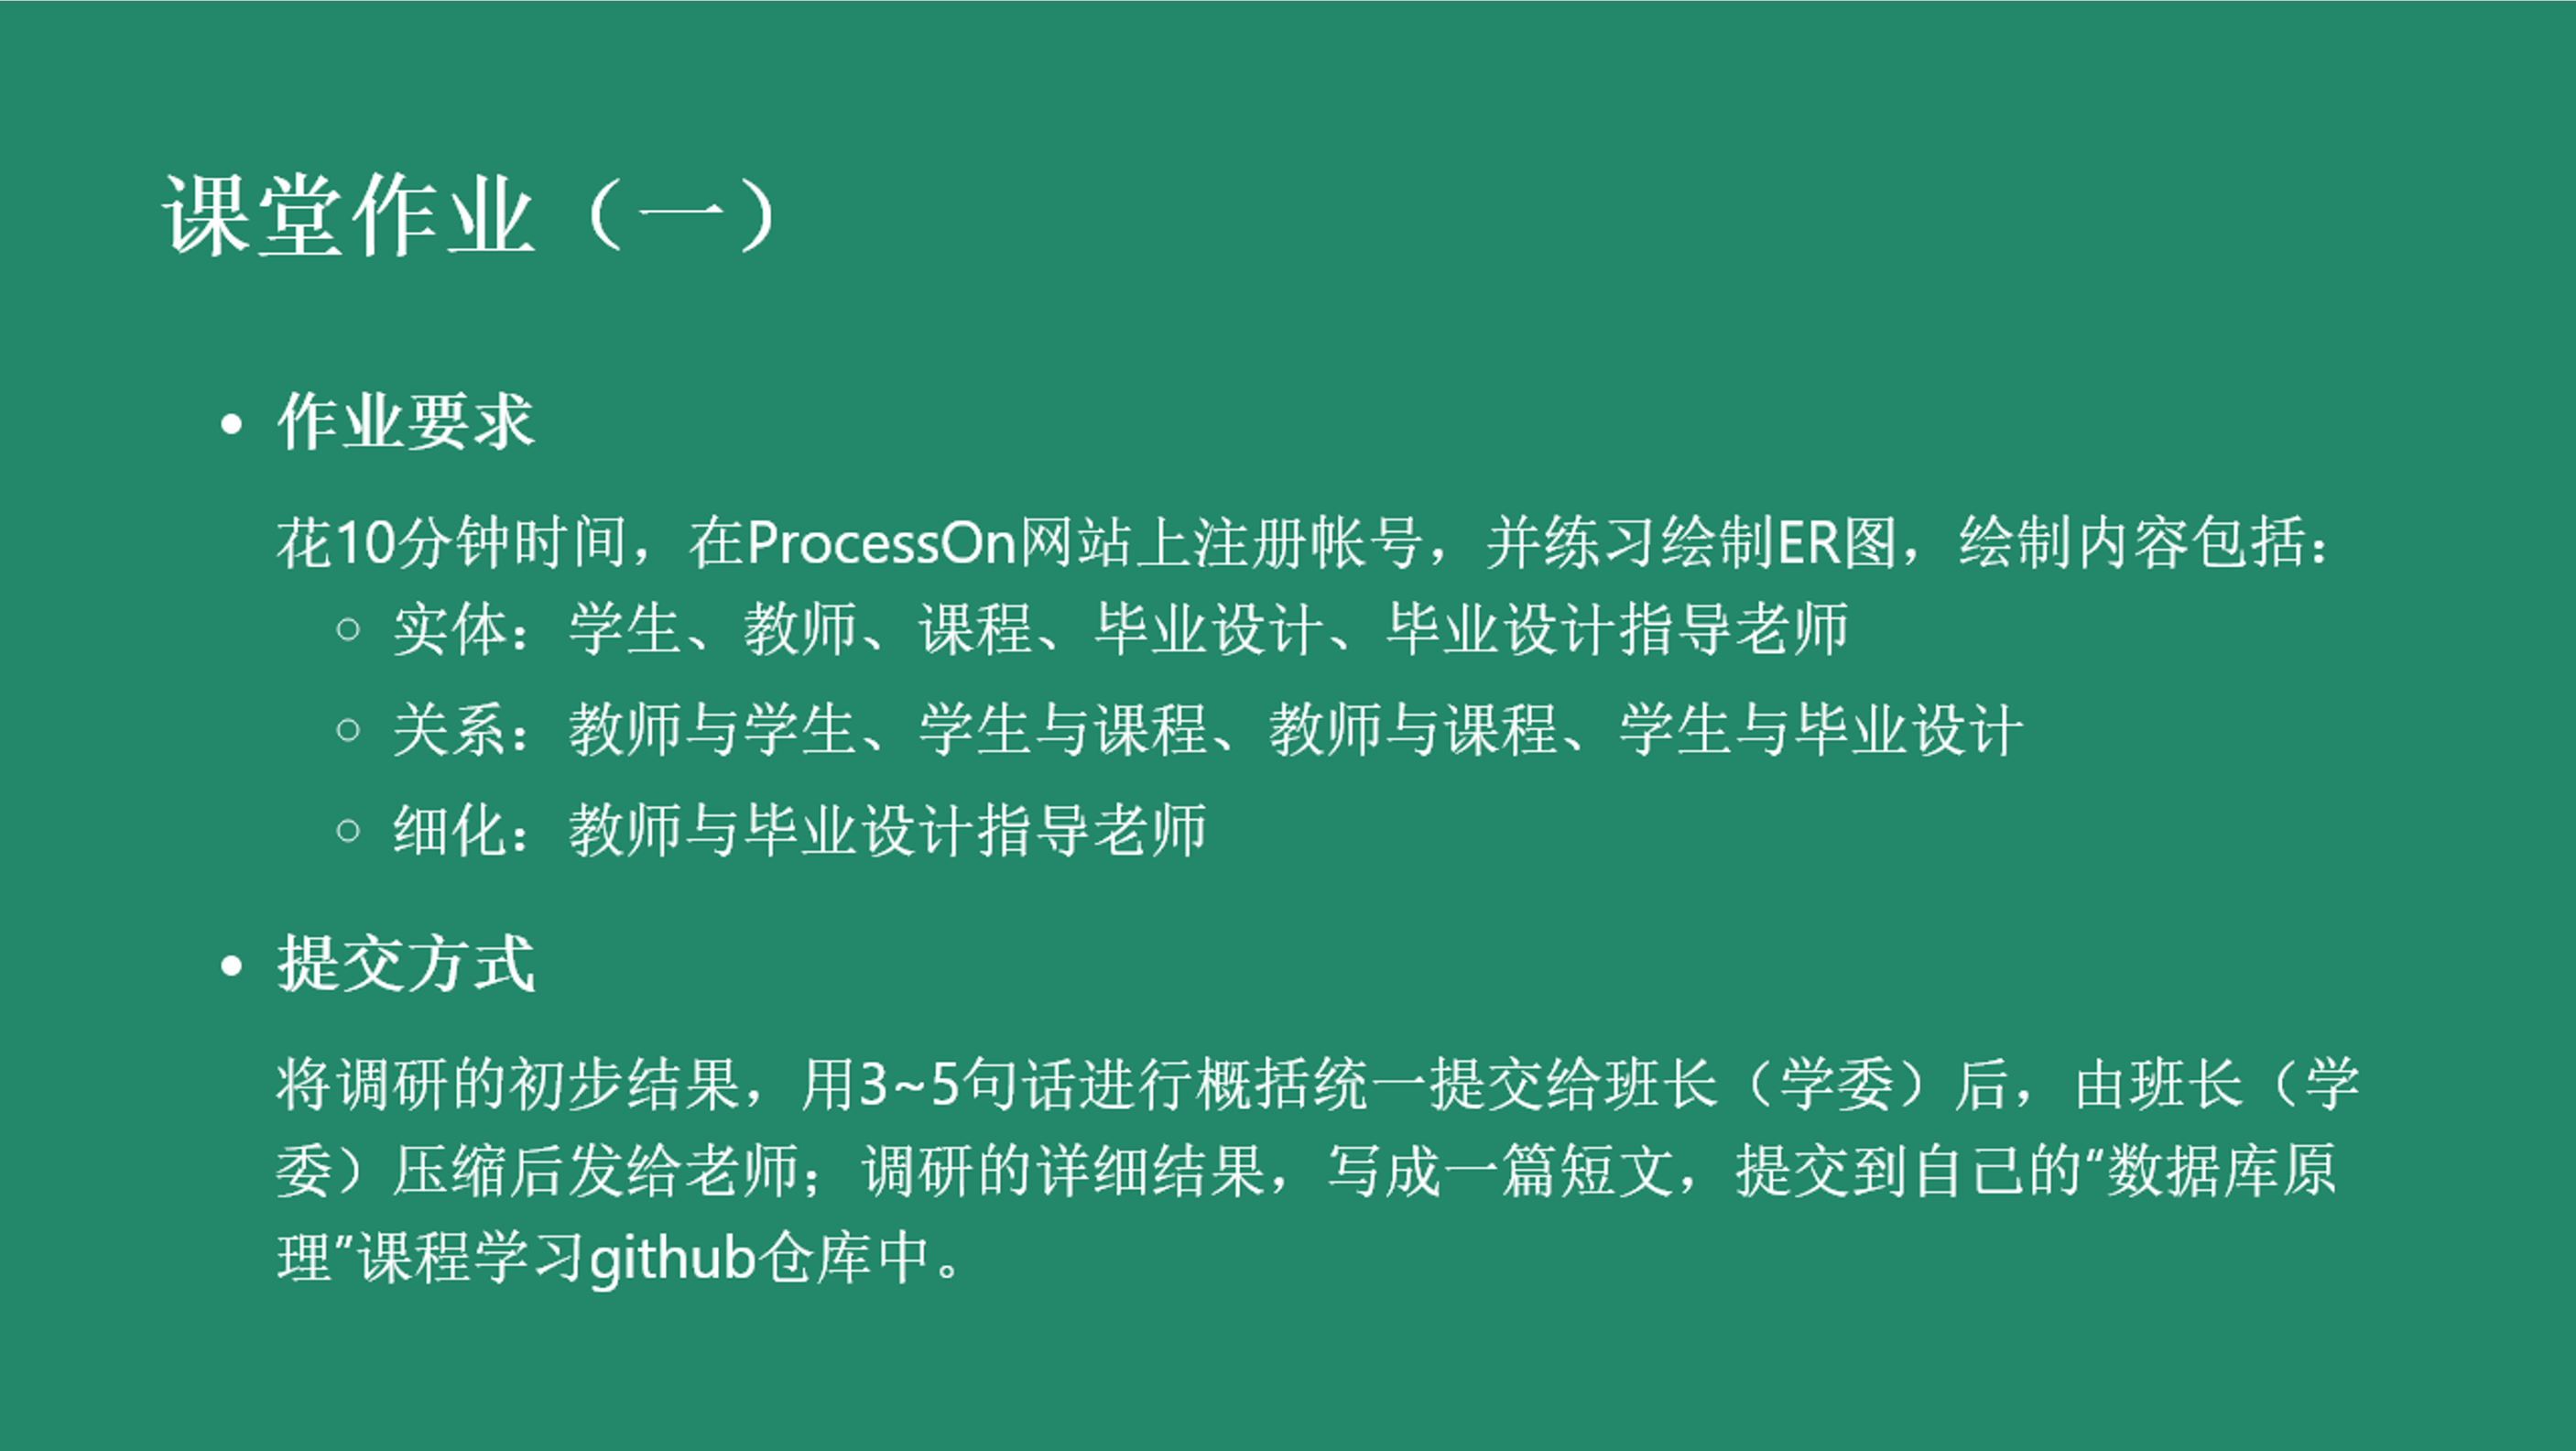 课堂作业（一）
• 作业要求
花10分钟时间，在ProcessOn网站上注册帐号，并练习绘制ER图，绘制内容包括：
○ 实体：学生、教师、课程、毕业设计、毕业设计指导老师
○ 关系：教师与学生、学生与课程、教师与课程、学生与毕业设计
○ 细化：教师与毕业设计指导老师
• 提交方式
将调研的初步结果，用3~5句话进行概括统一提交给班长（学委）后，由班长（学
委）压缩后发给老师；调研的详细结果，写成一篇短文，提交到自己的“数据库原
理”课程学习github仓库中。